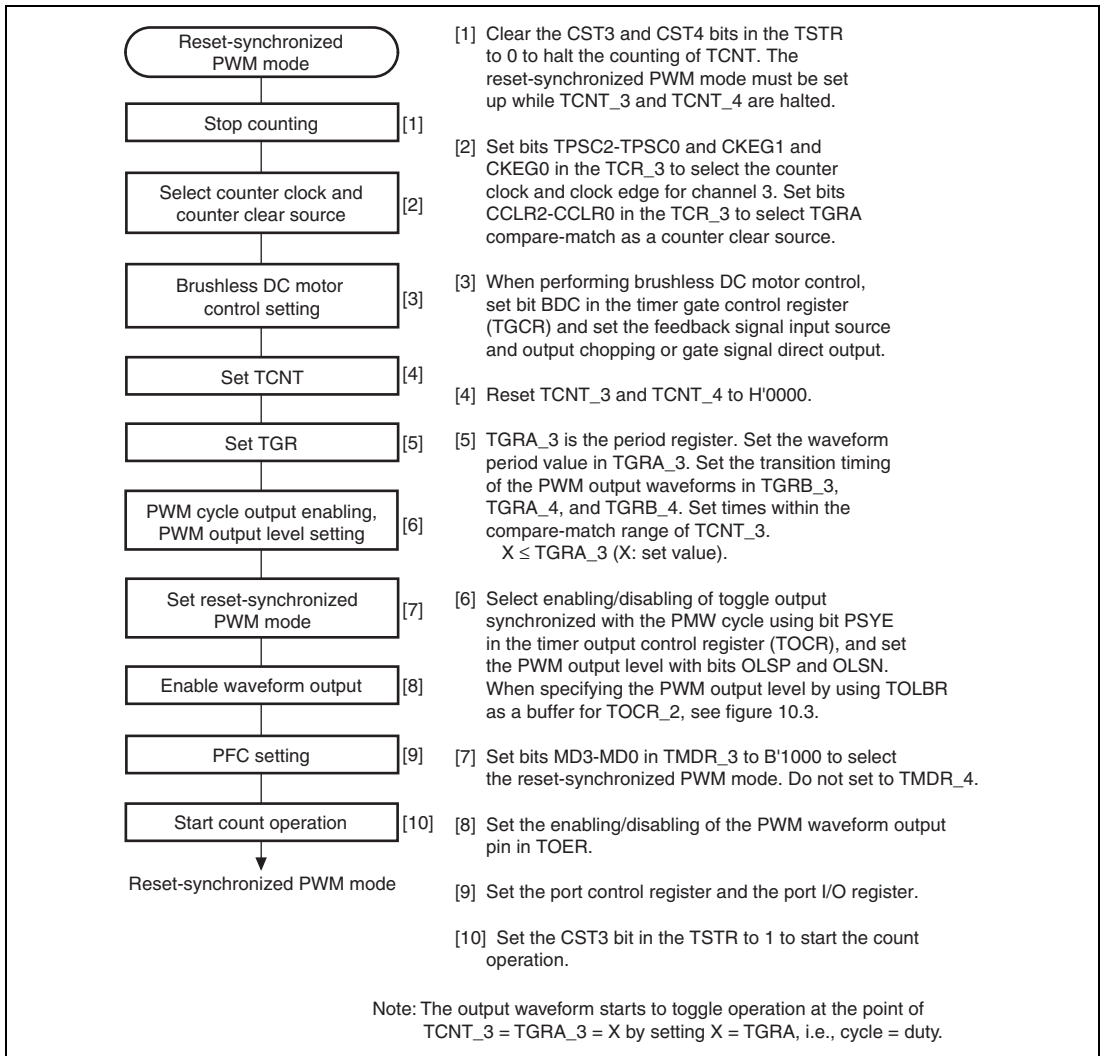 Reset-synchronized
PWM mode
Stop counting
[1]
Select counter clock and
counter clear source
[2]
Brushless DC motor
control setting
[3]
Set TCNT
[4]
Set TGR
[5]
PWM cycle output enabling,
PWM output level setting
[6]
Set reset-synchronized
PWM mode
[7]
Enable waveform output
[8]
PFC setting
[9]
Start count operation
[10]
Reset-synchronized PWM mode
[1] Clear the CST3 and CST4 bits in the TSTR
to 0 to halt the counting of TCNT. The
reset-synchronized PWM mode must be set
up while TCNT_3 and TCNT_4 are halted.
[2] Set bits TPSC2-TPSC0 and CKEG1 and
CKEG0 in the TCR_3 to select the counter
clock and clock edge for channel 3. Set bits
CCLR2-CCLR0 in the TCR_3 to select TGRA
compare-match as a counter clear source.
[3] When performing brushless DC motor control,
set bit BDC in the timer gate control register
(TGCR) and set the feedback signal input source
and output chopping or gate signal direct output.
[4] Reset TCNT_3 and TCNT_4 to H'0000.
[5] TGRA_3 is the period register. Set the waveform
period value in TGRA_3. Set the transition timing
of the PWM output waveforms in TGRB_3,
TGRA_4, and TGRB_4. Set times within the
compare-match range of TCNT_3.
X ≤ TGRA_3 (X: set value).
[6] Select enabling/disabling of toggle output
synchronized with the PMW cycle using bit PSYE
in the timer output control register (TOCR), and set
the PWM output level with bits OLSP and OLSN.
When specifying the PWM output level by using TOLBR
as a buffer for TOCR_2, see figure 10.3.
[7] Set bits MD3-MD0 in TMDR_3 to B'1000 to select
the reset-synchronized PWM mode. Do not set to TMDR_4.
[8] Set the enabling/disabling of the PWM waveform output
pin in TOER.
[9] Set the port control register and the port I/O register.
[10] Set the CST3 bit in the TSTR to 1 to start the count
operation.
Note: The output waveform starts to toggle operation at the point of
TCNT_3 = TGRA_3 = X by setting X = TGRA, i.e., cycle = duty.